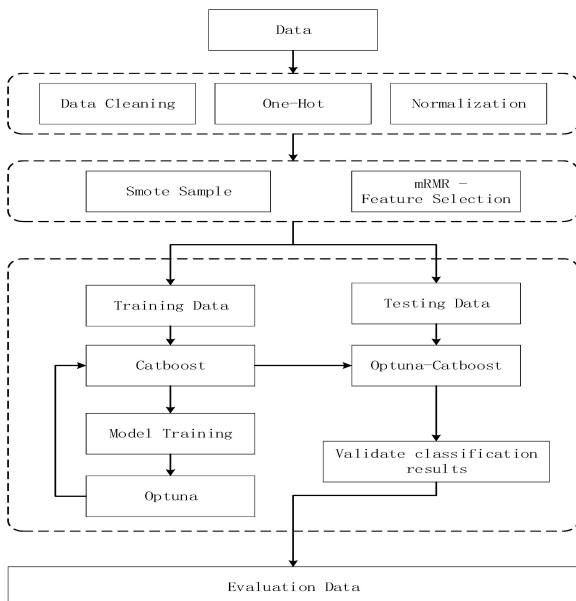 Data
Data Cleaning
One-Hot
Normalization
Smote Sample
mRMR -
Feature Selection
Training Data
Testing Data
Catboost
Optuna-Catboost
Model Training
Validate classification
results
Optuna
Evaluation Data